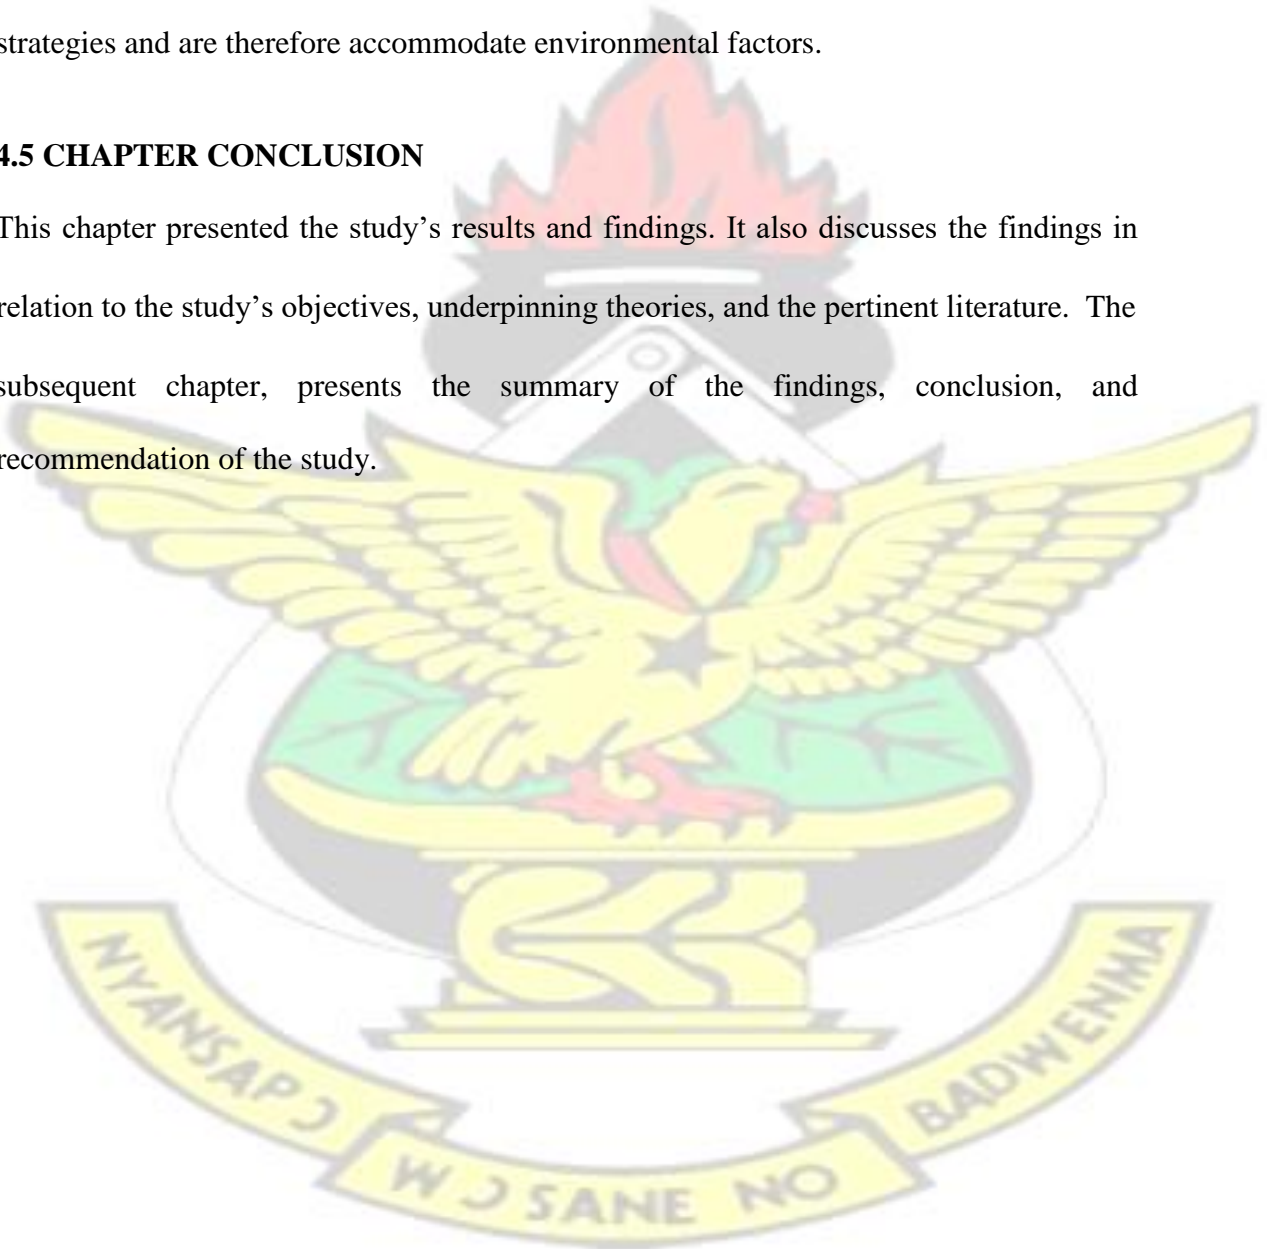 strategies and are therefore accommodate environmental factors.
4.5 CHAPTER CONCLUSION
This chapter presented the study’s results and findings. It also discusses the findings in
relation to the study’s objectives, underpinning theories, and the pertinent literature. The
subsequent chapter, presents the summary of the findings, conclusion, and
recommendation of the study.
NYANSAPƆ
WƆSANE NO
BADWENMA